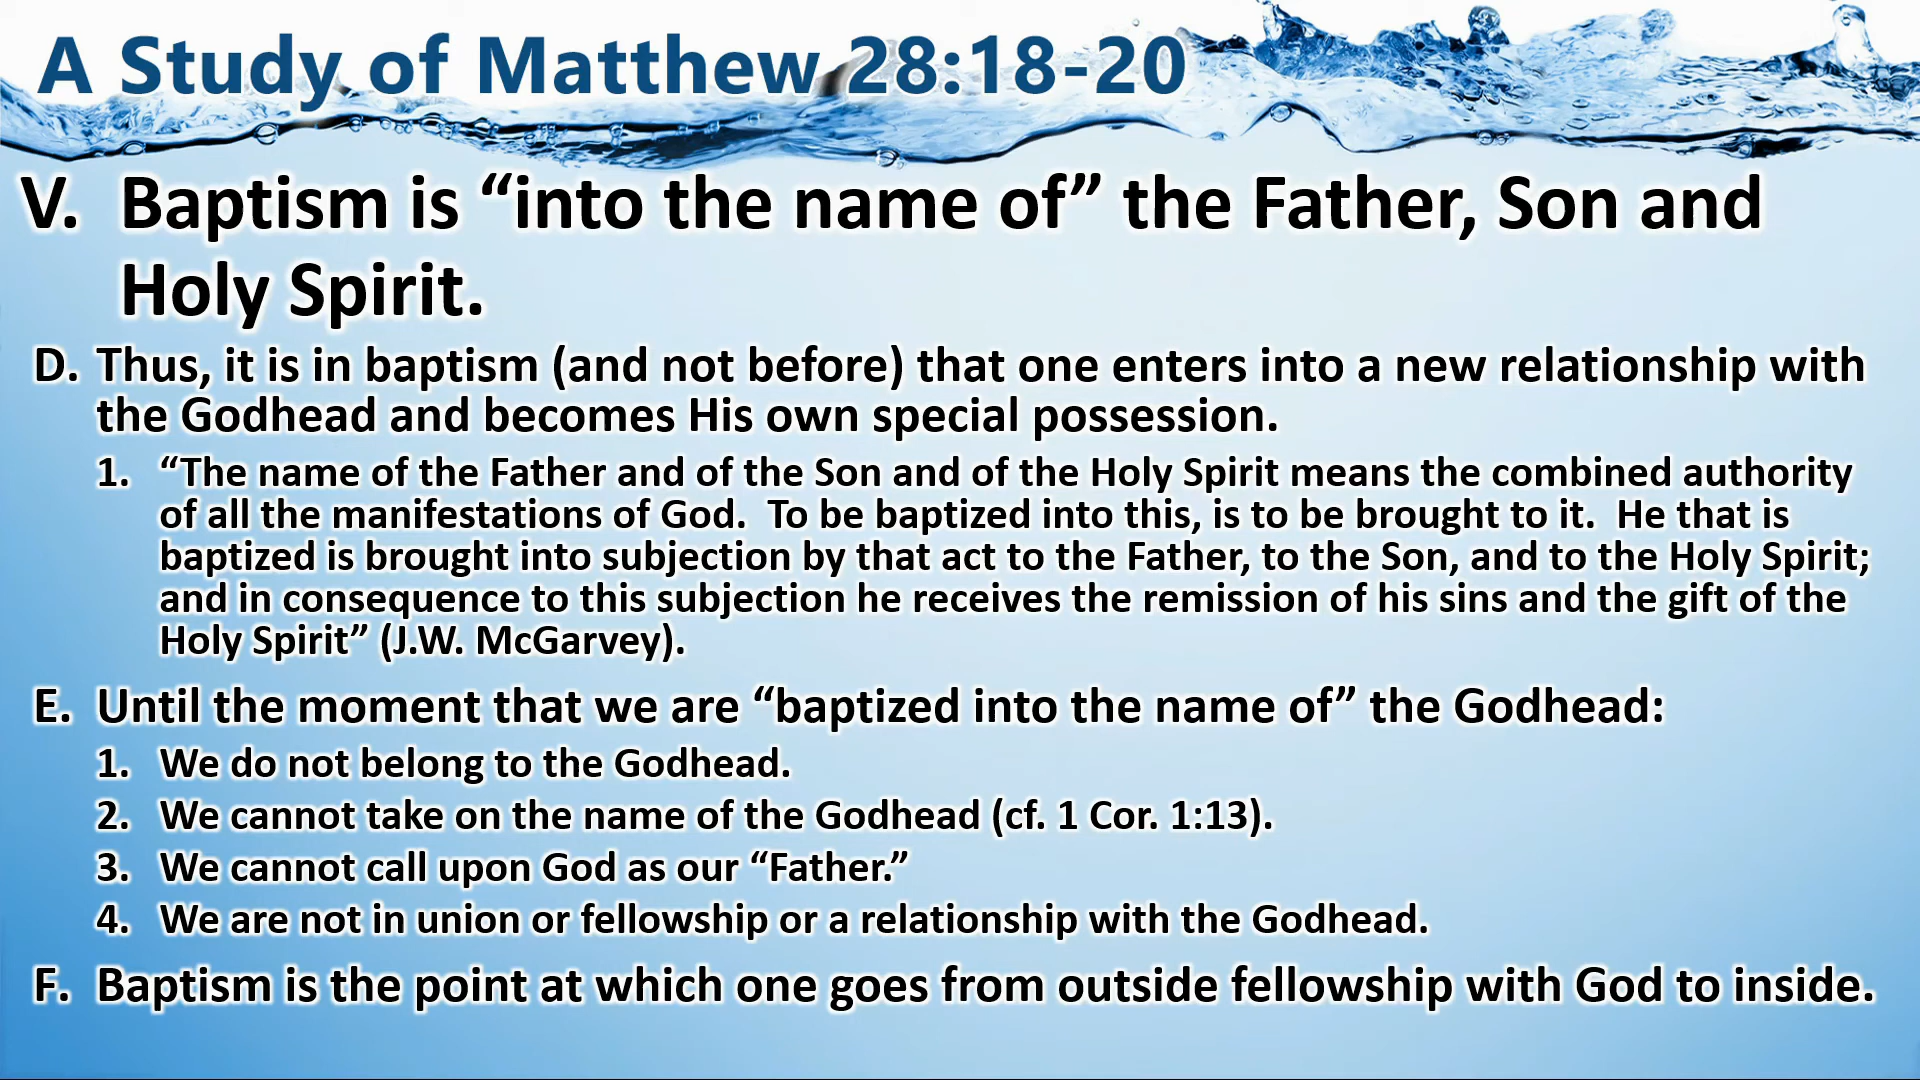 A Study of Matthew 28:18-20
V. Baptism is “into the name of” the Father, Son and
Holy Spirit.
D. Thus, it is in baptism (and not before) that one enters into a new relationship with
the Godhead and becomes His own special possession.
1. “The name of the Father and of the Son and of the Holy Spirit means the combined authority
of all the manifestations of God.  To be baptized into this, is to be brought to it.  He that is
baptized is brought into subjection by that act to the Father, to the Son, and to the Holy Spirit;
and in consequence to this subjection he receives the remission of his sins and the gift of the
Holy Spirit” (J.W. McGarvey).
E. Until the moment that we are “baptized into the name of” the Godhead:
1. We do not belong to the Godhead.
2. We cannot take on the name of the Godhead (cf. 1 Cor. 1:13).
3. We cannot call upon God as our “Father.”
4. We are not in union or fellowship or a relationship with the Godhead.
F. Baptism is the point at which one goes from outside fellowship with God to inside.